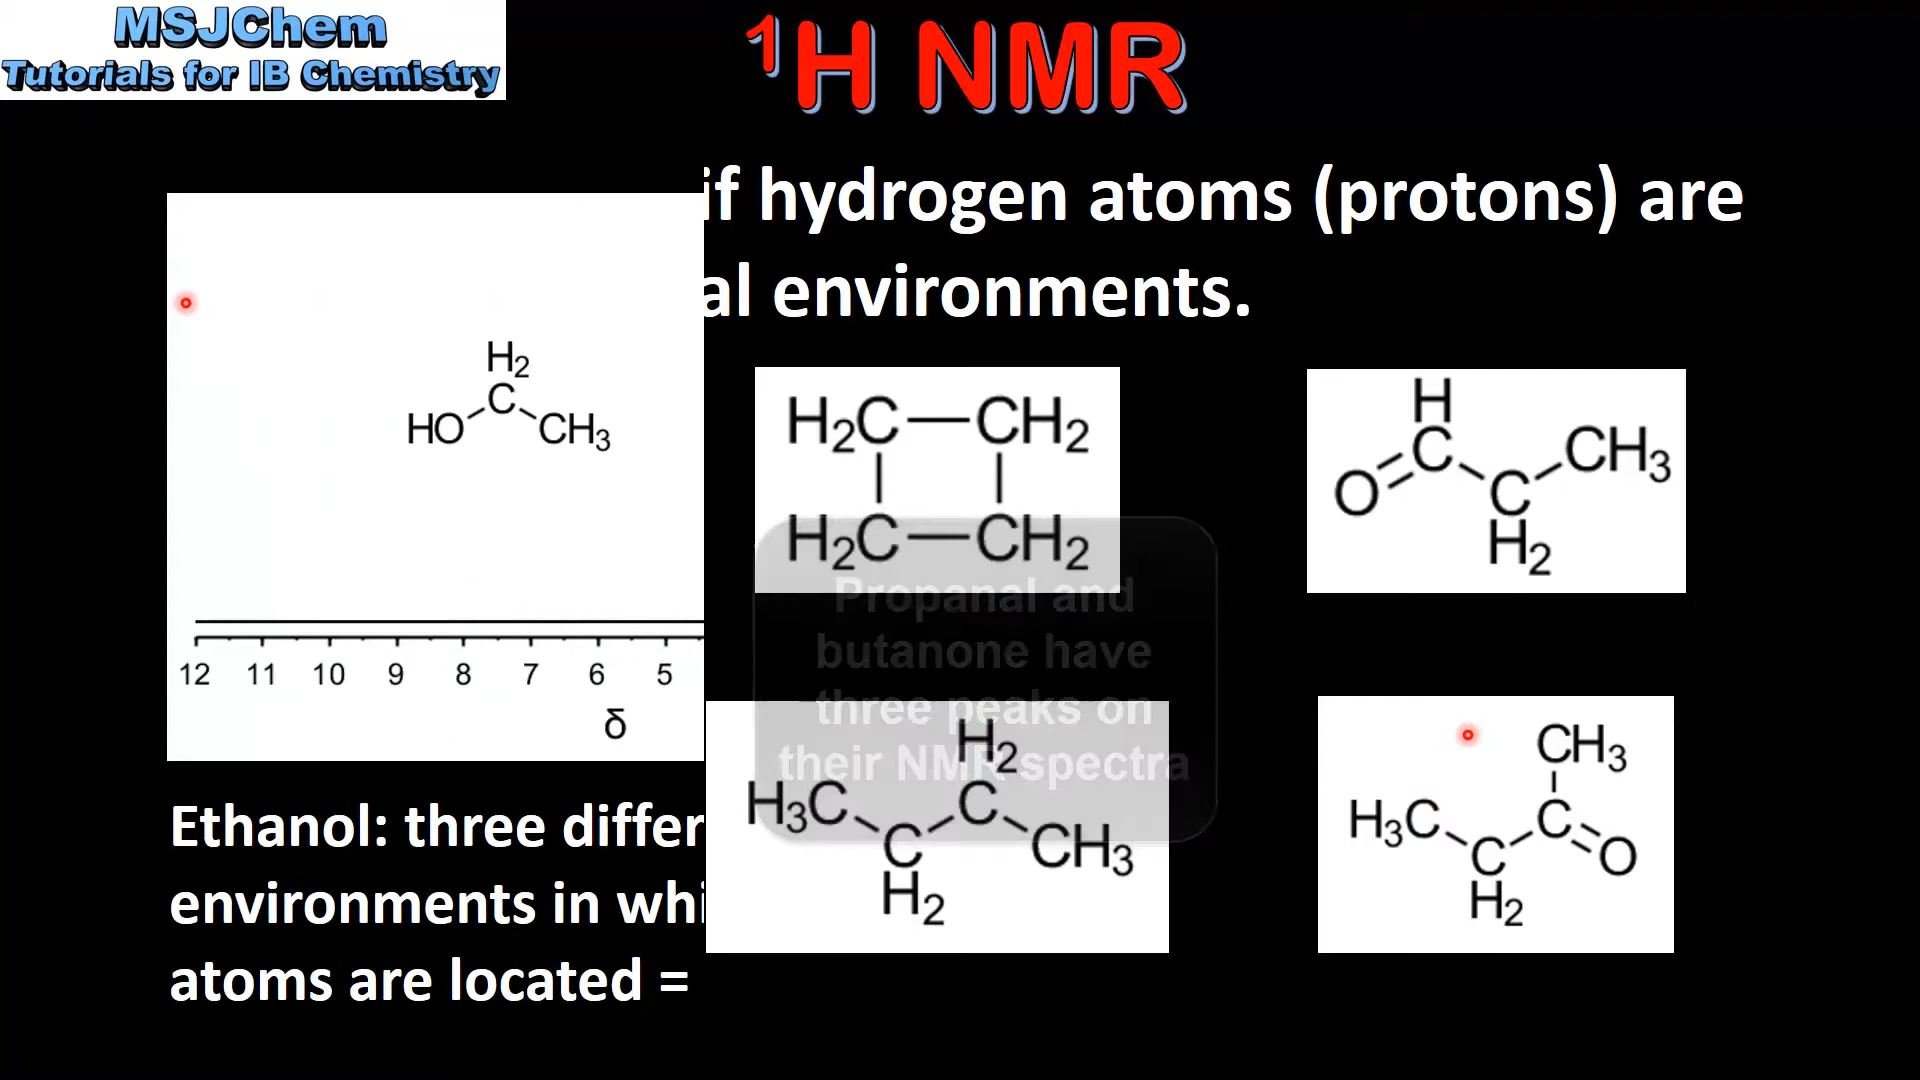 MSJChem
Tutorials for IB Chemistry
¹H NMR
if hydrogen atoms (protons) are
al environments.
H₂
C
HO
CH₃
12 11 10 9 8 7 6 5
δ
H₂C CH₂
H₂C CH₂
H
C
CH₃
O
C
H₂
Propanal and
butanone have
three peaks on
their NMR spectra
H₂
H₃C
C
C
CH₃
H₂
CH₃
H₃C
C
C
O
H₂
Ethanol: three differ
environments in whi
atoms are located =